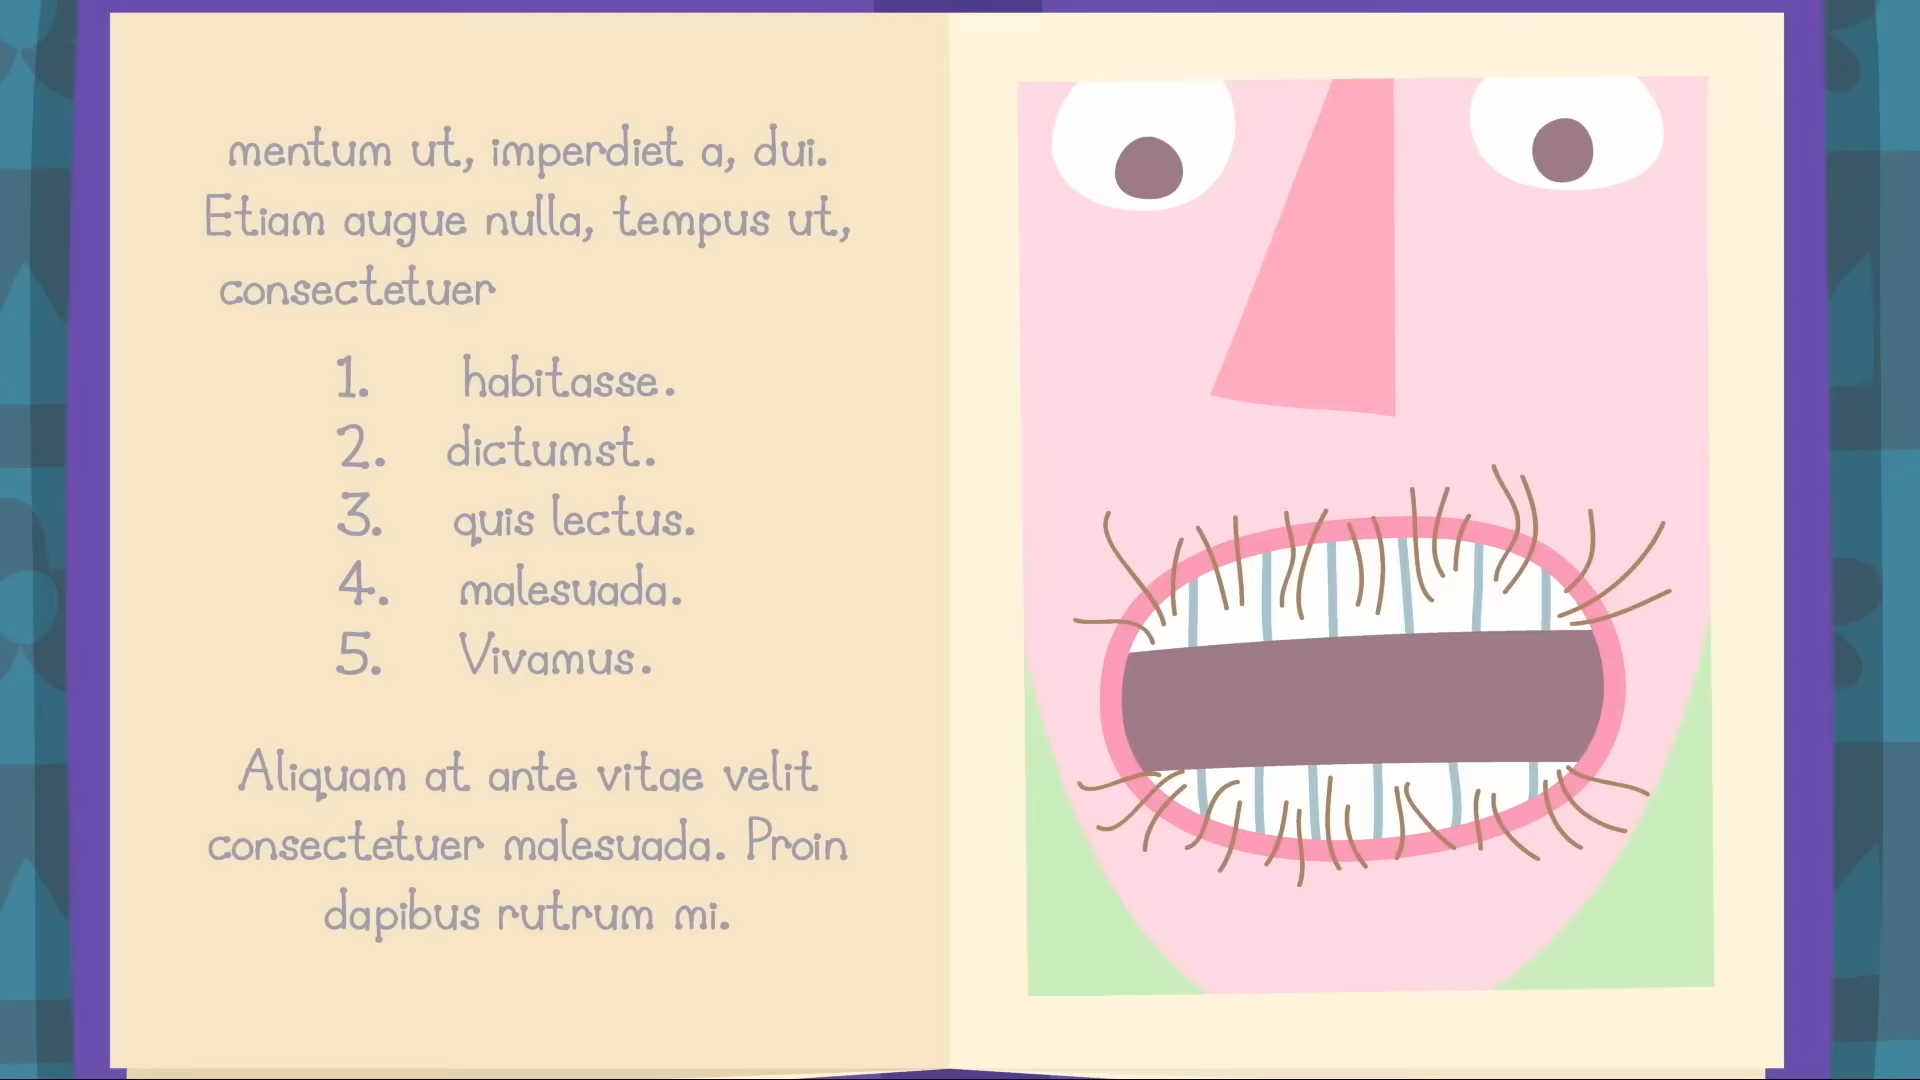 mentum ut, imperdiet a, dui.
Etiam augue nulla, tempus ut,
consectetuer
1. habitasse.
2. dictumst.
3. quis lectus.
4. malesuada.
5. Vivamus.
Aliquam at ante vitae velit
consectetuer malesuada. Proin
dapibus rutrum mi.